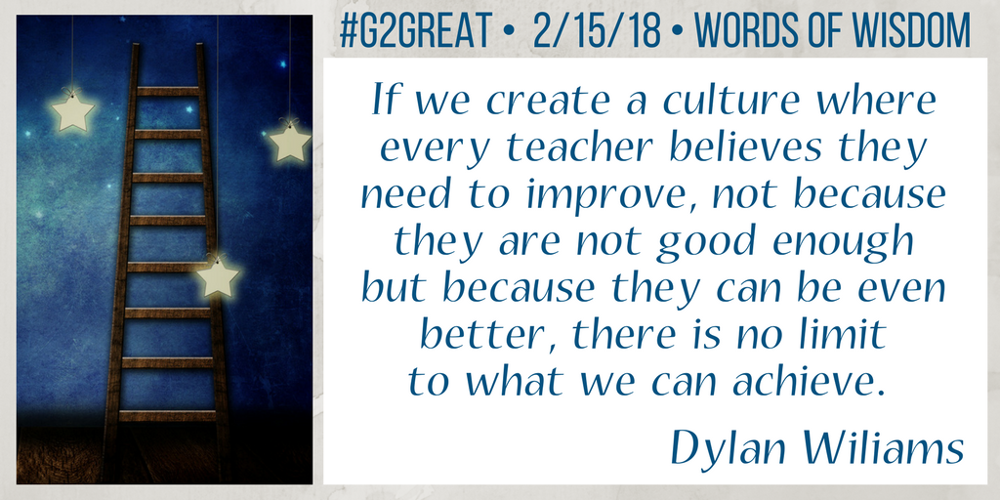 #G2GREAT • 2/15/18 • WORDS OF WISDOM
If we create a culture where
every teacher believes they
need to improve, not because
they are not good enough
but because they can be even
better, there is no limit
to what we can achieve.
Dylan Wiliams